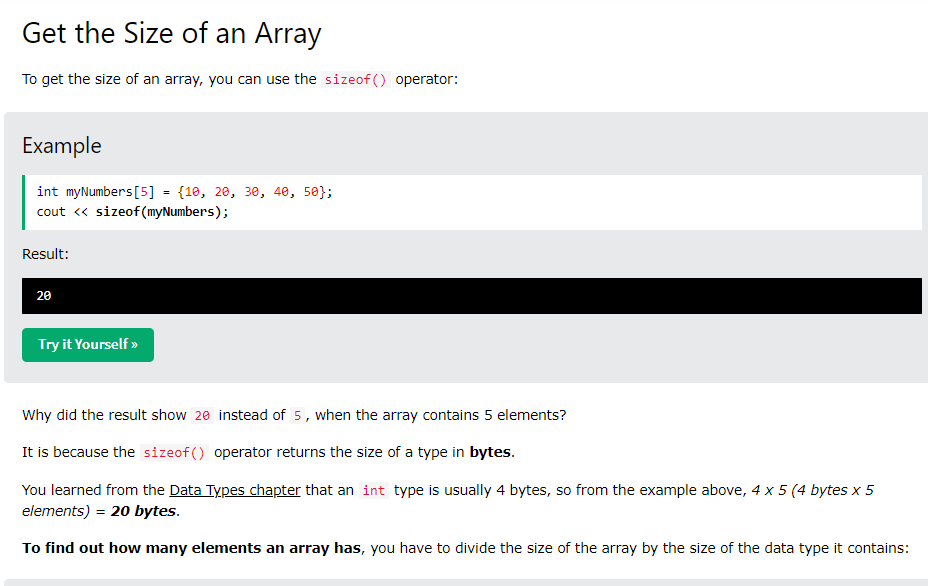 Get the Size of an Array
To get the size of an array, you can use the sizeof() operator:
Example
int myNumbers[5] = {10, 20, 30, 40, 50};
cout << sizeof(myNumbers);
Result:
20
Try it Yourself »
Why did the result show 20 instead of 5, when the array contains 5 elements?
It is because the sizeof() operator returns the size of a type in bytes.
You learned from the Data Types chapter that an int type is usually 4 bytes, so from the example above, 4 x 5 (4 bytes x 5
elements) = 20 bytes.
To find out how many elements an array has, you have to divide the size of the array by the size of the data type it contains: